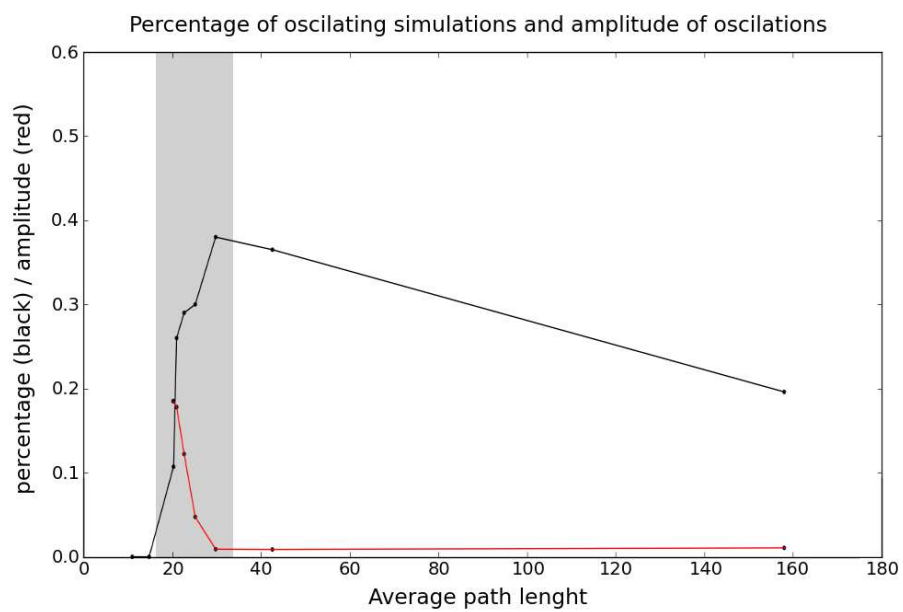 Percentage of oscilating simulations and amplitude of oscilations
percentage (black) / amplitude (red)
0.6
0.5
0.4
0.3
0.2
0.1
0.0
0 20 40 60 80 100 120 140 160 180
Average path lenght